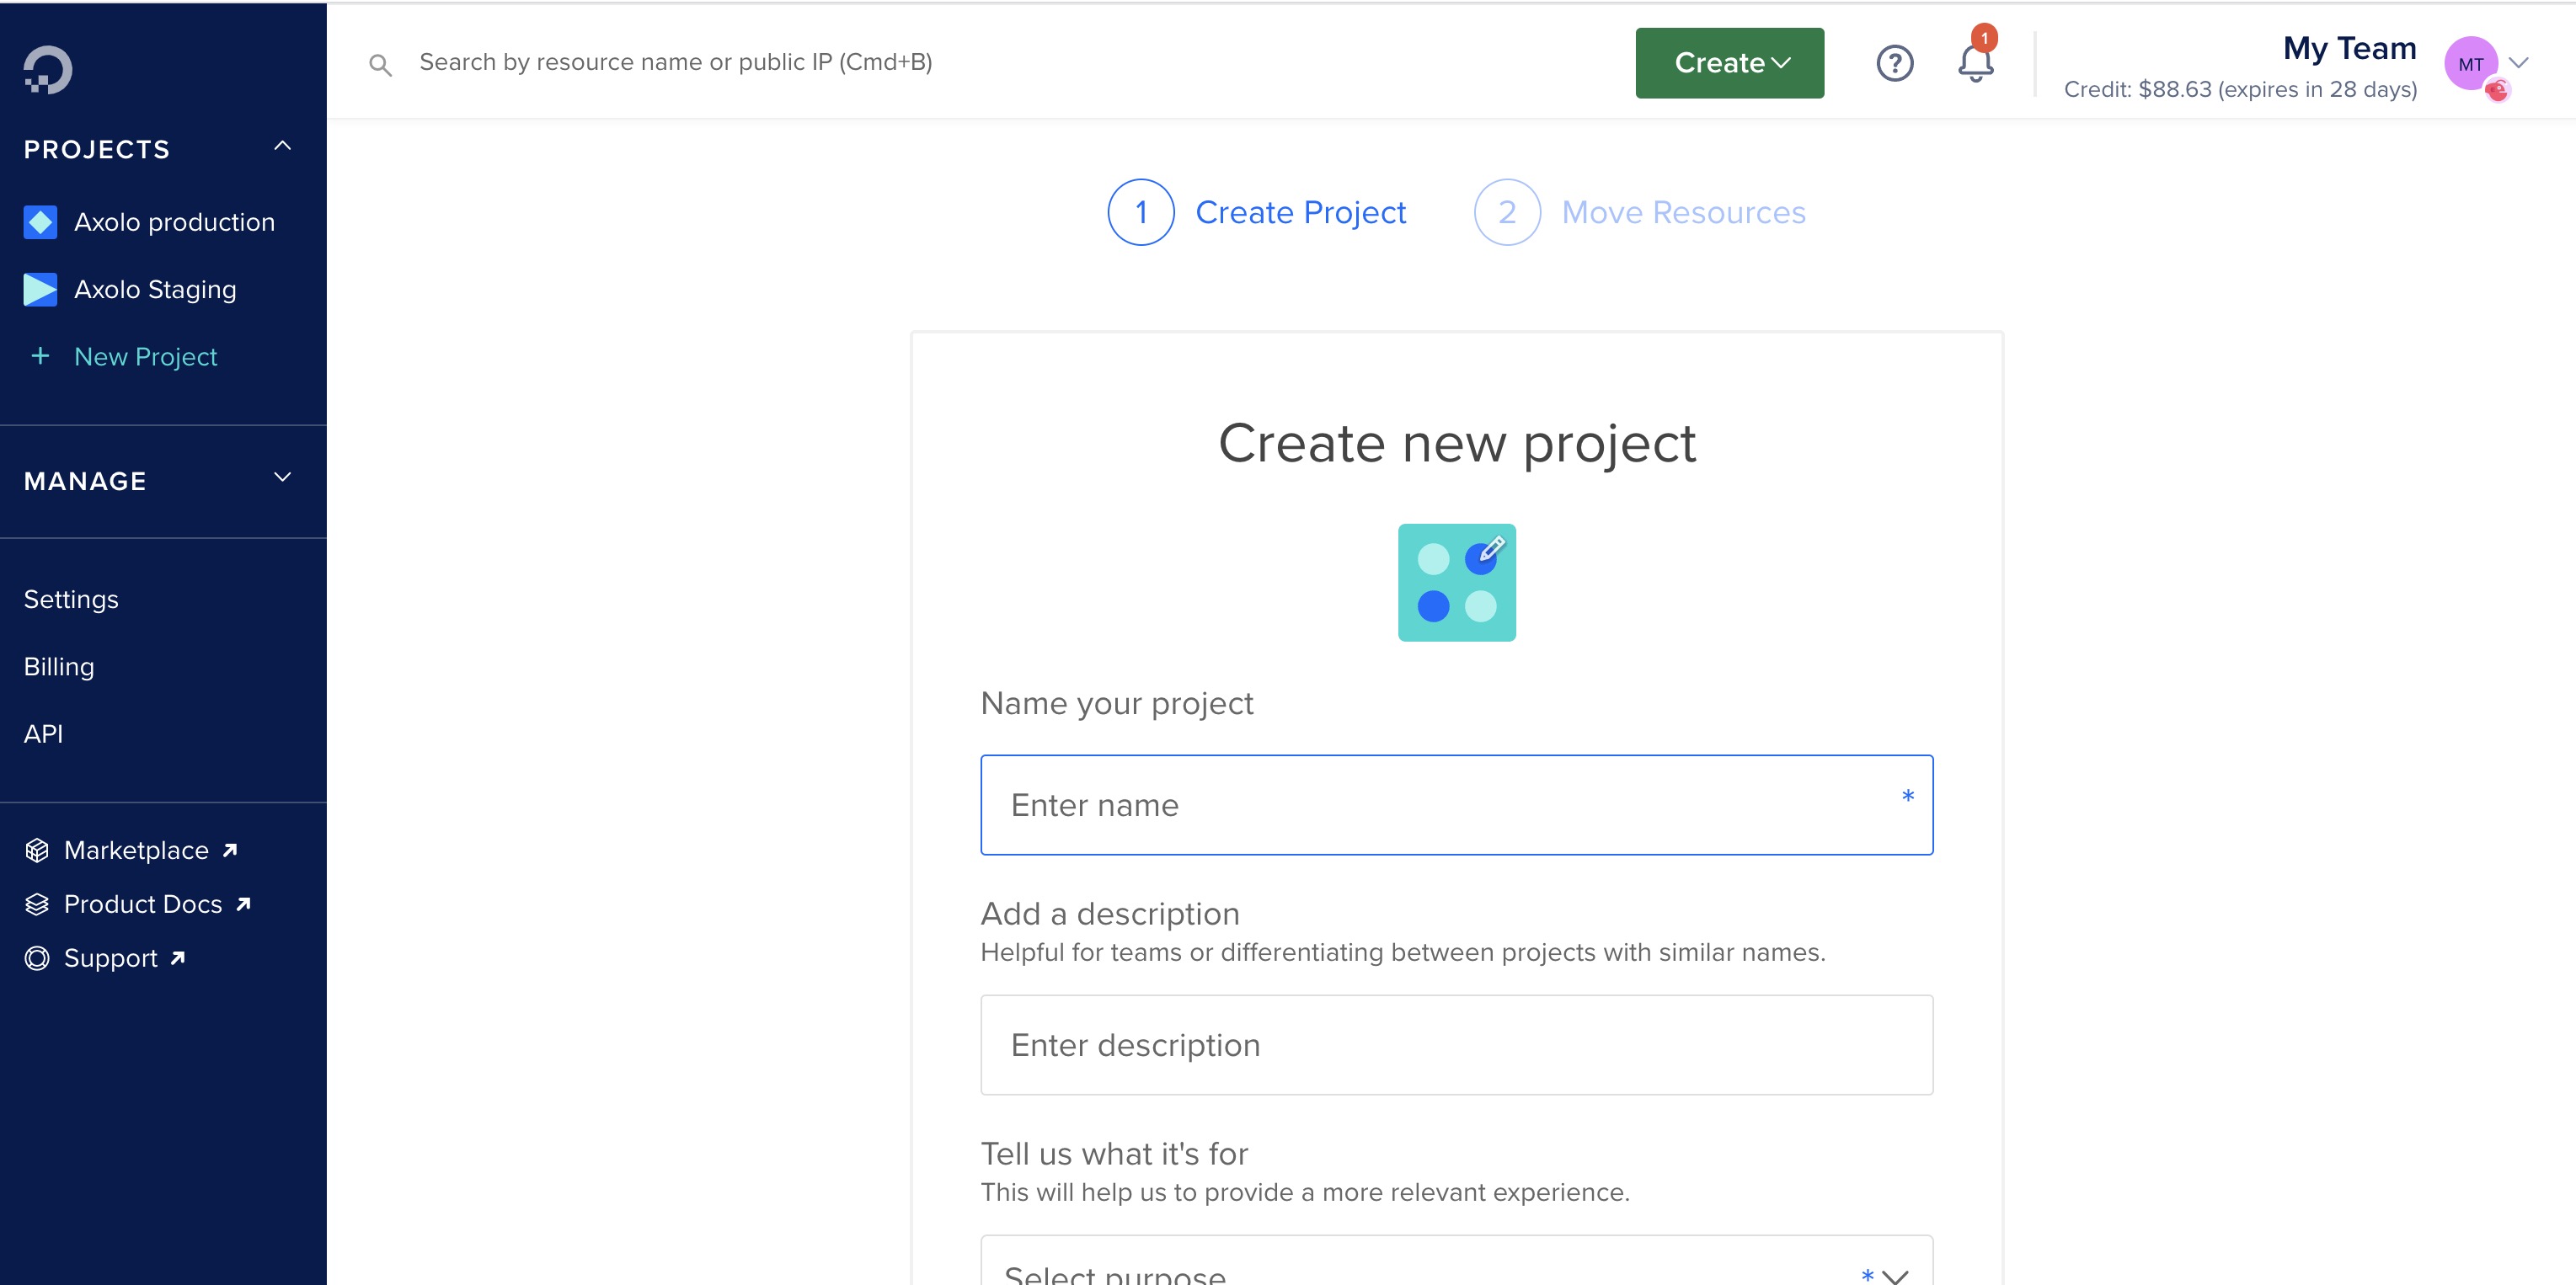 Search by resource name or public IP (Cmd+B)
Create
1
My Team
Credit: $88.63 (expires in 28 days)
MT
PROJECTS
Axolo production
Axolo Staging
+ New Project
MANAGE
Settings
Billing
API
Marketplace
Product Docs
Support
1 Create Project
2 Move Resources
Create new project
Name your project
Enter name *
Add a description
Helpful for teams or differentiating between projects with similar names.
Enter description
Tell us what it's for
This will help us to provide a more relevant experience.
Select purpose *